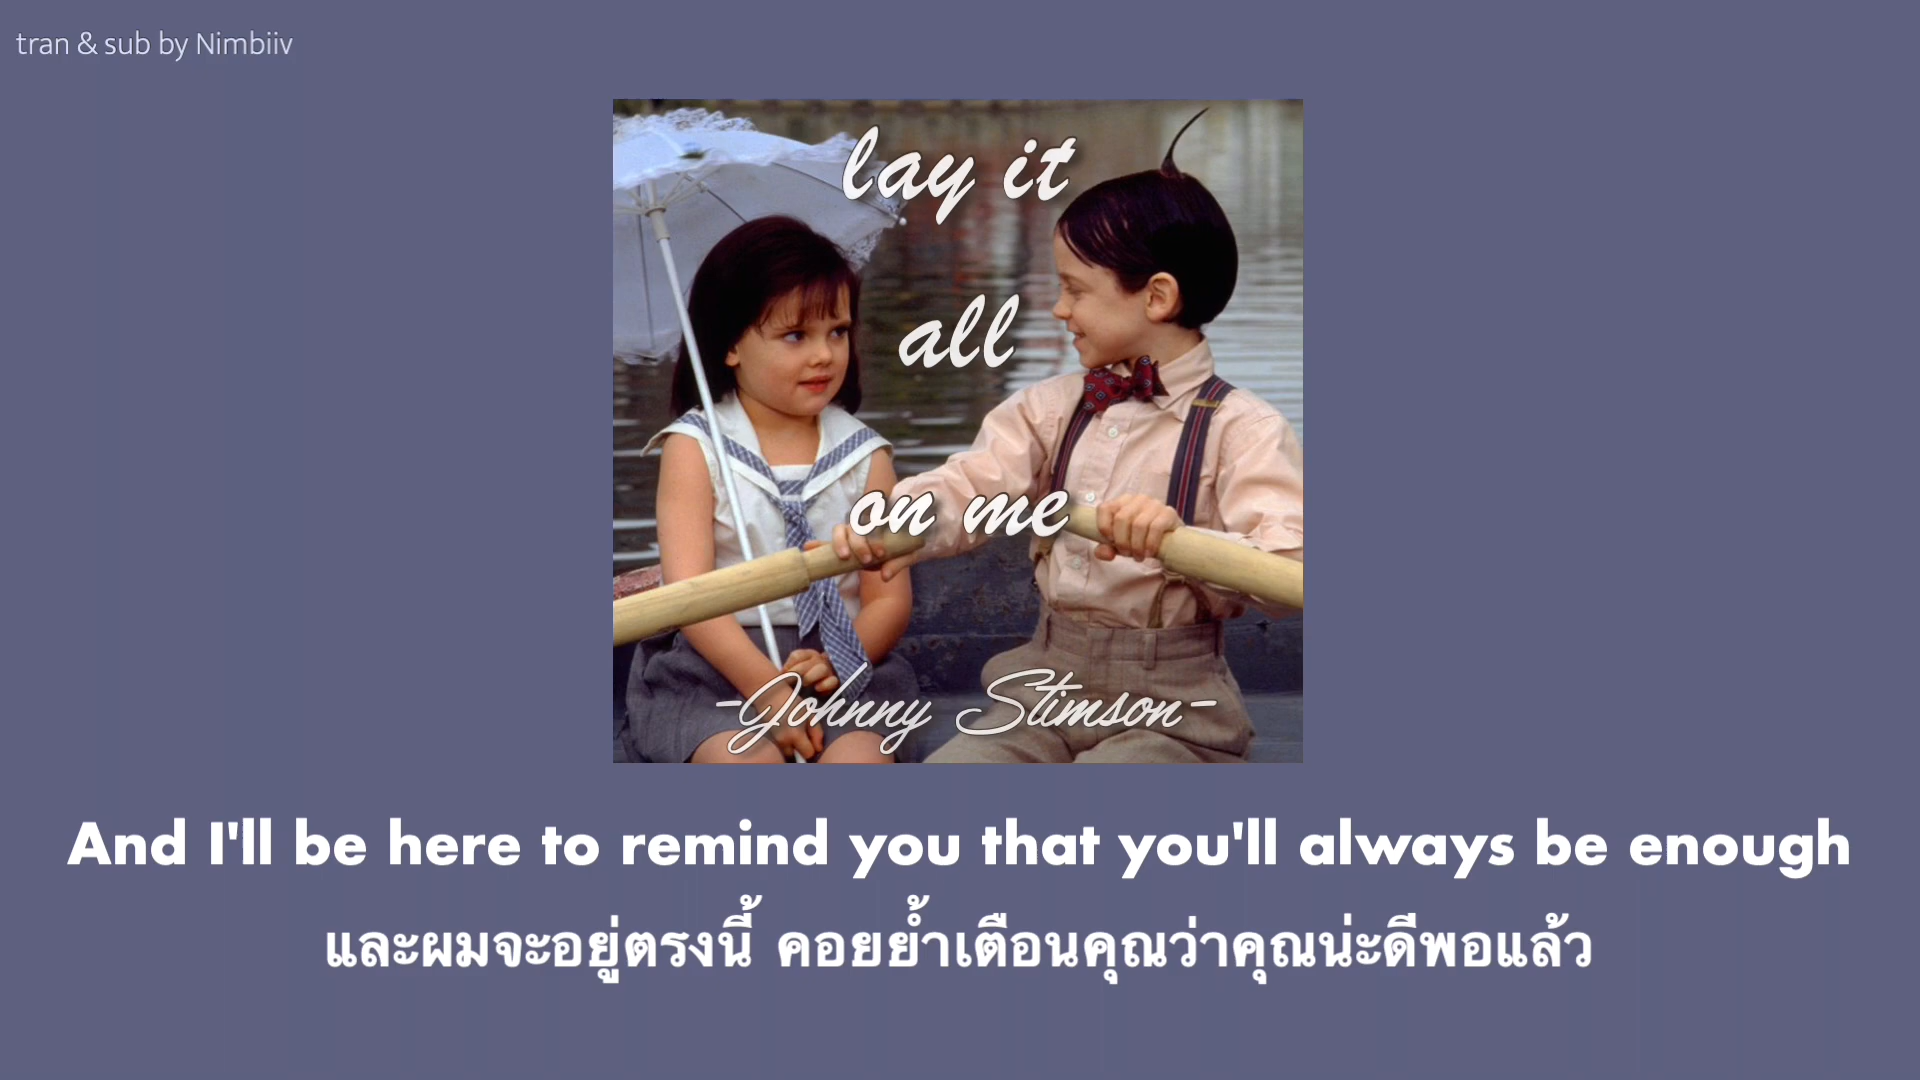 tran & sub by Nimbiiv
lay it
all
on me
-Johnny Stimson-
And I'll be here to remind you that you'll always be enough
และผมจะอยู่ตรงนี้ คอยย้ำเตือนคุณว่าคุณน่ะดีพอแล้ว